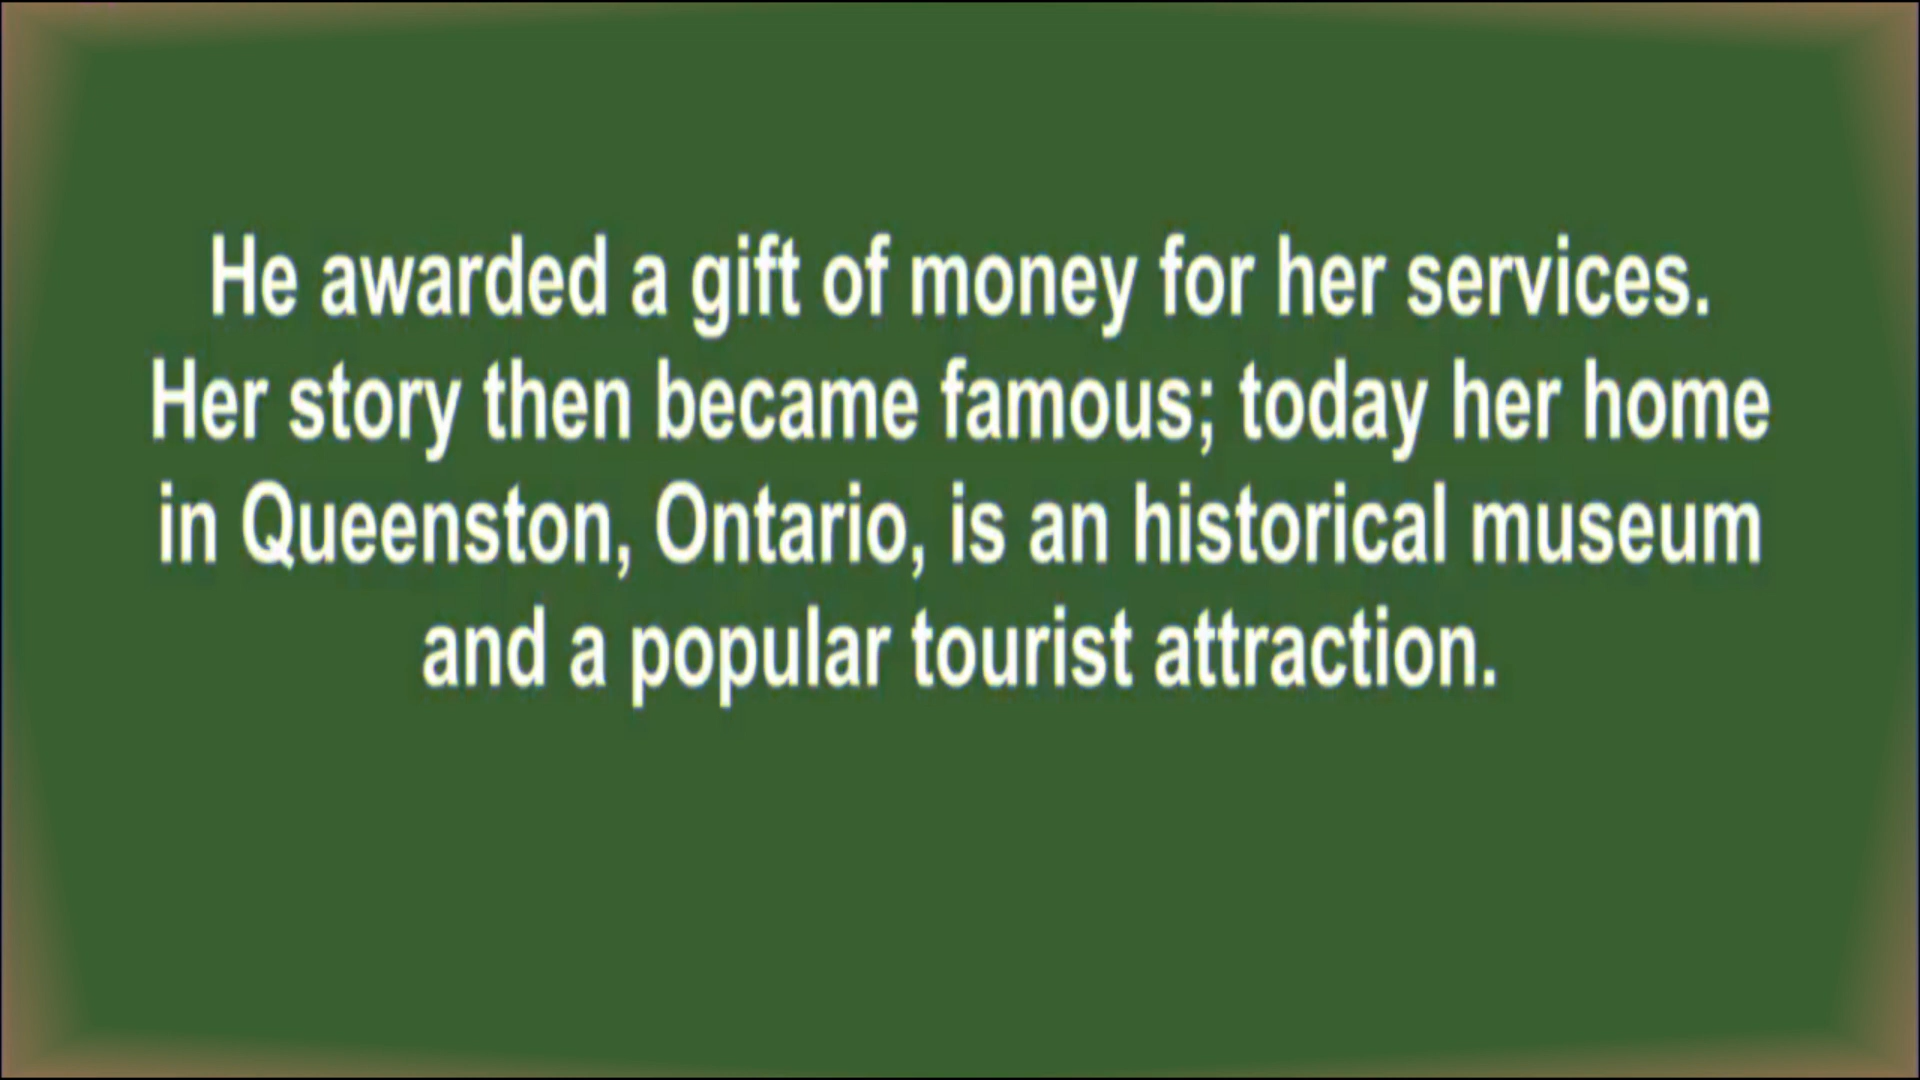 He awarded a gift of money for her services.
Her story then became famous; today her home
in Queenston, Ontario, is an historical museum
and a popular tourist attraction.